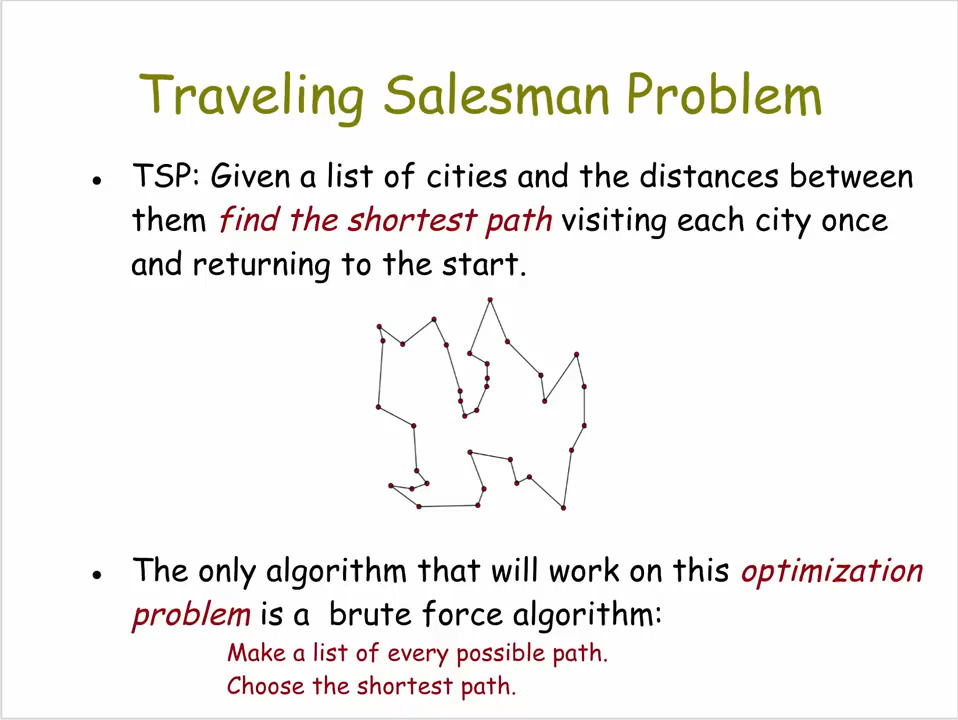 Traveling Salesman Problem
• TSP: Given a list of cities and the distances between
them find the shortest path visiting each city once
and returning to the start.
• The only algorithm that will work on this optimization
problem is a brute force algorithm:
Make a list of every possible path.
Choose the shortest path.